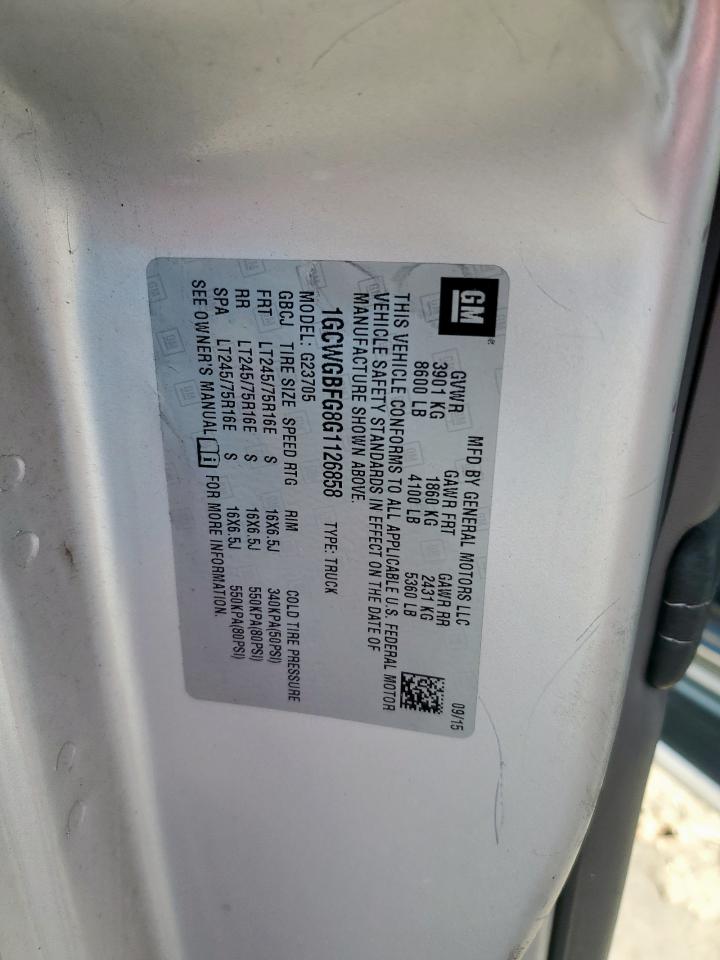 GM
MFD BY GENERAL MOTORS LLC 09/15
GVWR GAWR FRT GAWR RR
3901 KG 1860 KG 2431 KG
8600 LB 4100 LB 5360 LB
THIS VEHICLE CONFORMS TO ALL APPLICABLE U.S. FEDERAL MOTOR
VEHICLE SAFETY STANDARDS IN EFFECT ON THE DATE OF
MANUFACTURE SHOWN ABOVE.
1GCWGBFG8G1126858 TYPE: TRUCK
MODEL: G23705
GBCJ TIRE SIZE SPEED RTG RIM COLD TIRE PRESSURE
FRT LT245/75R16E S 16X6.5J 340KPA(50PSI)
RR LT245/75R16E S 16X6.5J 550KPA(80PSI)
SPA LT245/75R16E S 16X6.5J 550KPA(80PSI)
SEE OWNER'S MANUAL FOR MORE INFORMATION.